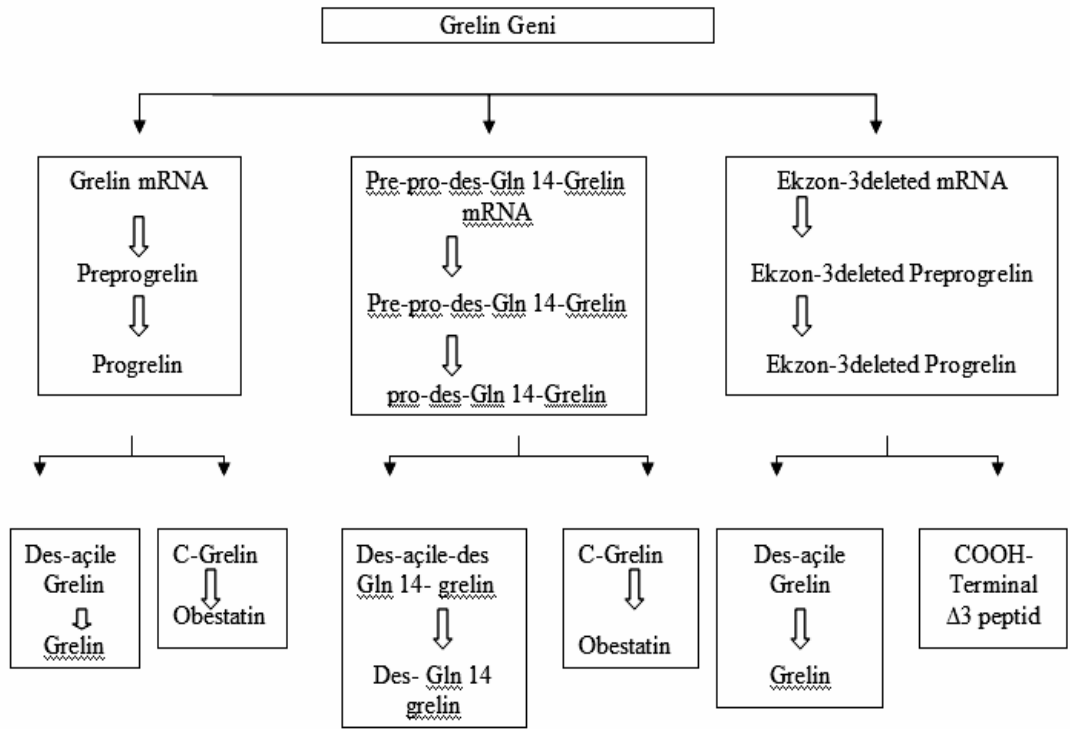 Grelin Geni
Grelin mRNA
Preprogrelin
Progrelin
Pre-pro-des-Gln 14-Grelin
mRNA
Pre-pro-des-Gln 14-Grelin
pro-des-Gln 14-Grelin
Ekzon-3deleted mRNA
Ekzon-3deleted Preprogrelin
Ekzon-3deleted Progrelin
Des-açile
Grelin
Grelin
C-Grelin
Obestatin
Des-açile-des
Gln 14- grelin
Des- Gln 14
grelin
C-Grelin
Obestatin
Des-açile
Grelin
Grelin
COOH-
Terminal
Δ3 peptid